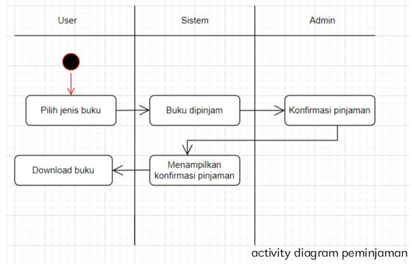 User
Sistem
Admin
Pilih jenis buku
Buku dipinjam
Konfirmasi pinjaman
Download buku
Menampilkan
konfirmasi pinjaman
activity diagram peminjaman